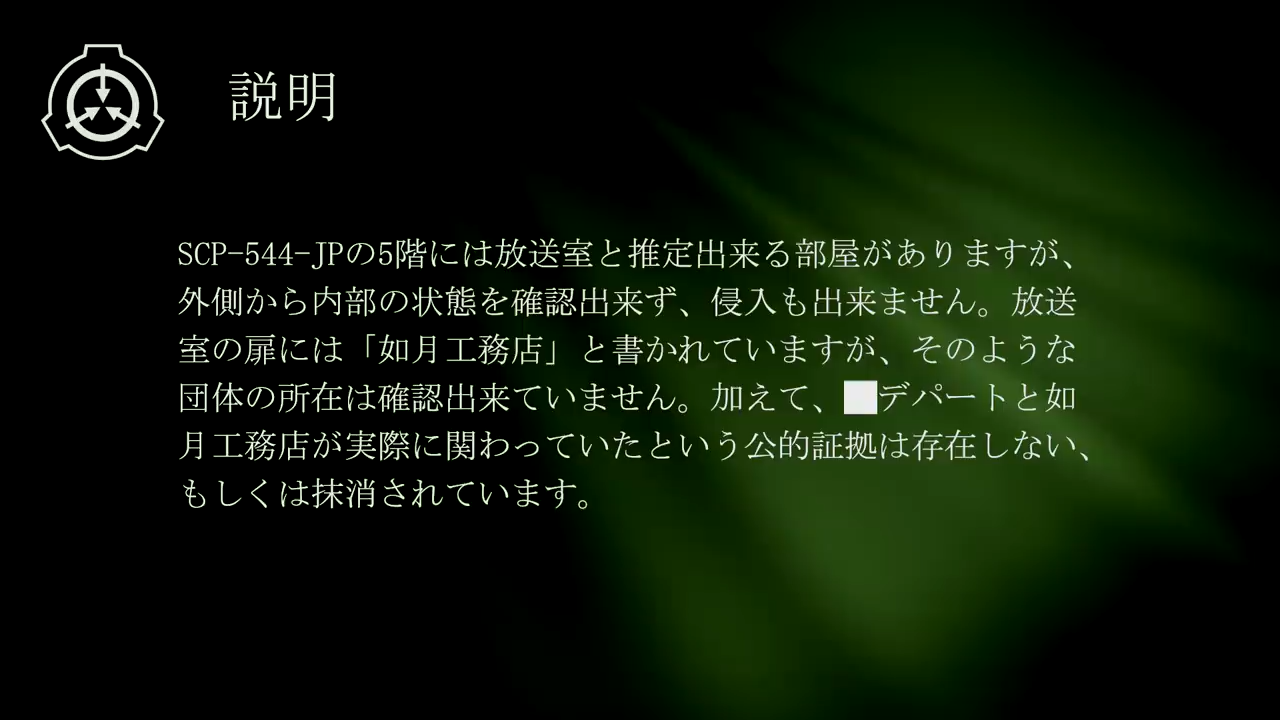 説明
SCP-544-JPの5階には放送室と推定出来る部屋がありますが、
外側から内部の状態を確認出来ず、侵入も出来ません。放送
室の扉には「如月工務店」と書かれていますが、そのような
団体の所在は確認出来ていません。加えて、█デパートと如
月工務店が実際に関わっていたという公的証拠は存在しない、
もしくは抹消されています。